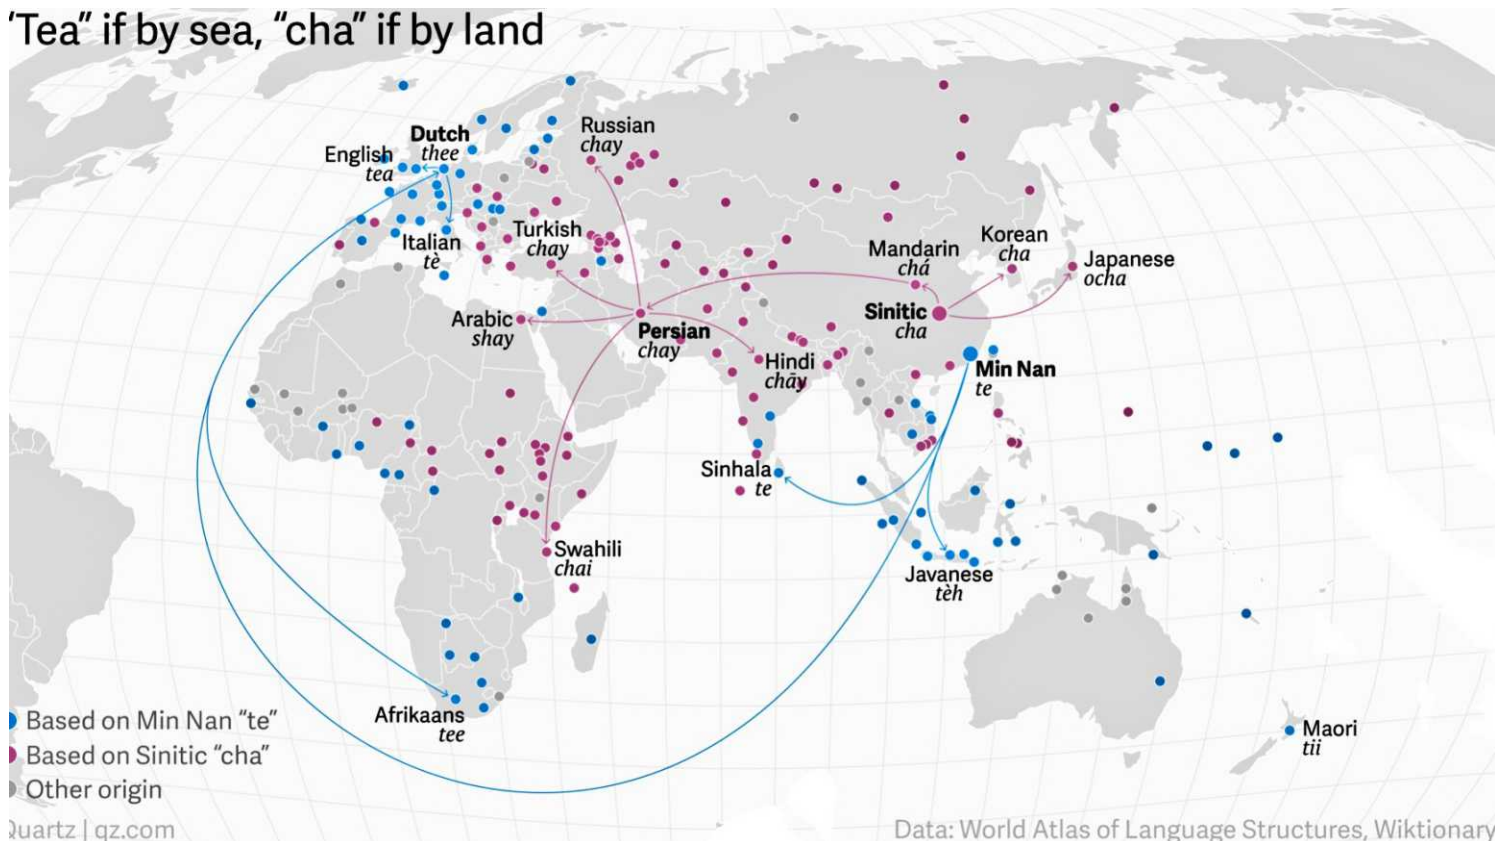 "Tea" if by sea, "cha" if by land
Dutch
thee
English
tea
Russian
chay
Italian
tè
Turkish
chay
Mandarin
chá
Korean
cha
Japanese
ocha
Arabic
shay
Persian
chay
Sinitic
cha
Hindi
chāy
Min Nan
te
Sinhala
te
Swahili
chai
Javanese
tèh
Afrikaans
tee
Maori
tii
Based on Min Nan "te"
Based on Sinitic "cha"
Other origin
Quartz | qz.com
Data: World Atlas of Language Structures, Wiktionary